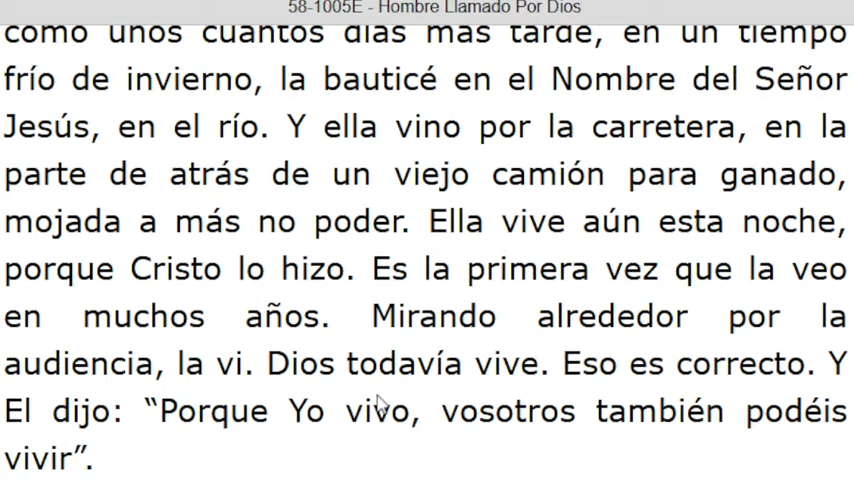 58-1005E - Hombre Llamado Por Dios
como unos cuantos días más tarde, en un tiempo
frío de invierno, la bauticé en el Nombre del Señor
Jesús, en el río. Y ella vino por la carretera, en la
parte de atrás de un viejo camión para ganado,
mojada a más no poder. Ella vive aún esta noche,
porque Cristo lo hizo. Es la primera vez que la veo
en muchos años. Mirando alrededor por la
audiencia, la vi. Dios todavía vive. Eso es correcto. Y
El dijo: “Porque Yo vivo, vosotros también podéis
vivir”.